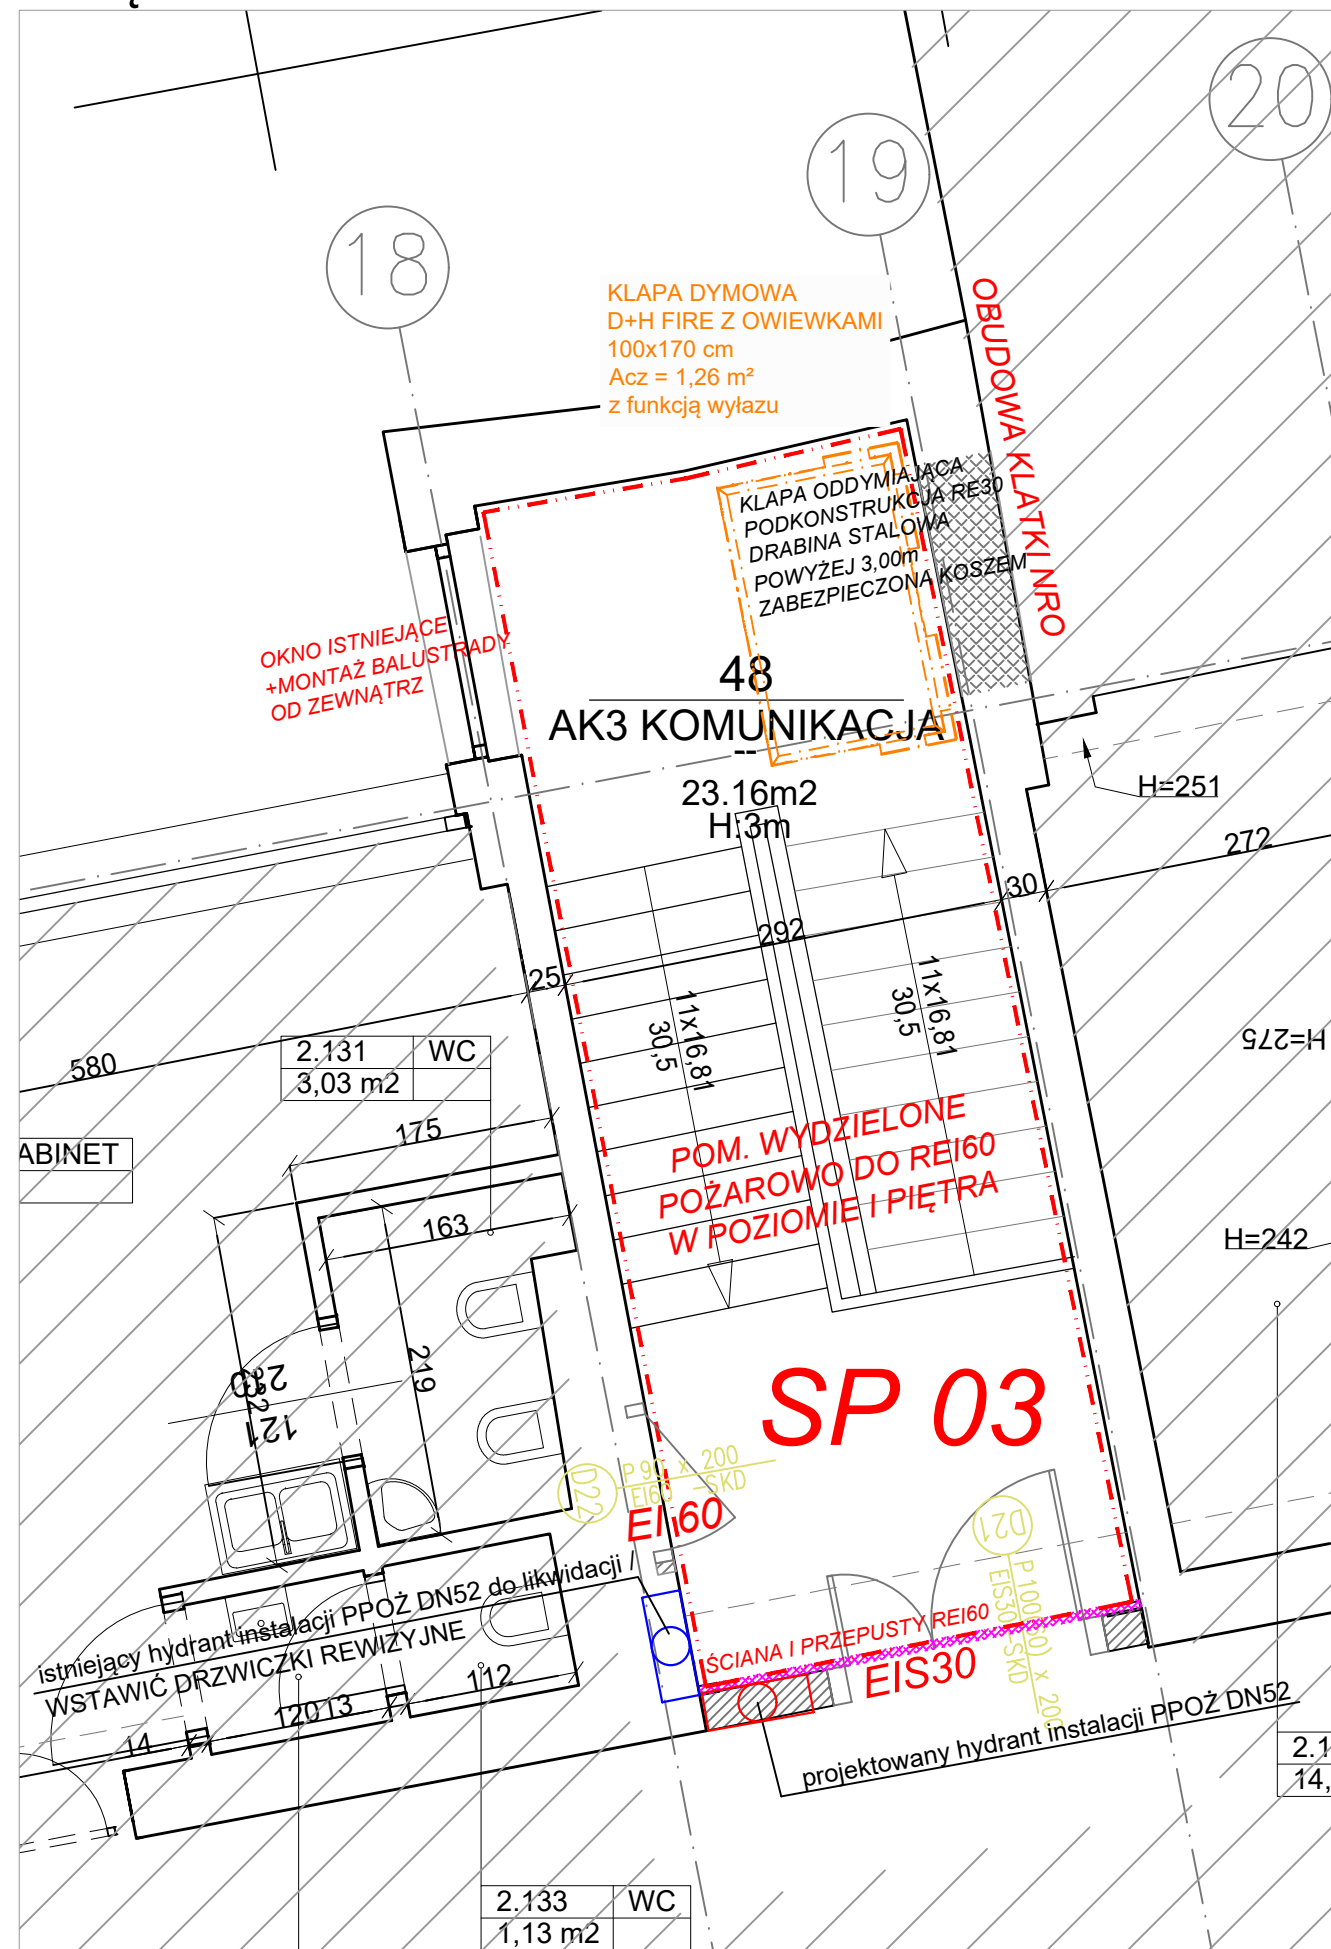 18
19
20
KLAPA DYMOWA
D+H FIRE Z OWIEWKAMI
100x170 cm
Acz = 1,26 m²
z funkcją wyłazu
OBUDOWA KLATKI NRO
KLAPA ODDYMIAJĄCA
PODKONSTRUKCJA RE30
DRABINA STALOWA
POWYŻEJ 3,00m
ZABEZPIECZONA KOSZEM
OKNO ISTNIEJĄCE
+MONTAŻ BALUSTRADY
OD ZEWNĄTRZ
48
AK3 KOMUNIKACJA
--
23.16m2
H:3m
H=251
272
30
292
25
580
11x16,81
30,5
11x16,81
30,5
H=275
2.131 WC
3,03 m2
ABINET
175
163
219
POM. WYDZIELONE
POŻAROWO DO REI60
W POZIOMIE I PIĘTRA
H=242
SP 03
121
D22
P 90 x 200
EI60 -SKD
EI 60
D21
istniejący hydrant instalacji PPOŻ DN52 do likwidacji /
WSTAWIĆ DRZWICZKI REWIZYJNE
ŚCIANA I PRZEPUSTY REI60
EIS30
projektowany hydrant instalacji PPOŻ DN52
112
120
13
14
2.1
14,
2.133 WC
1,13 m2